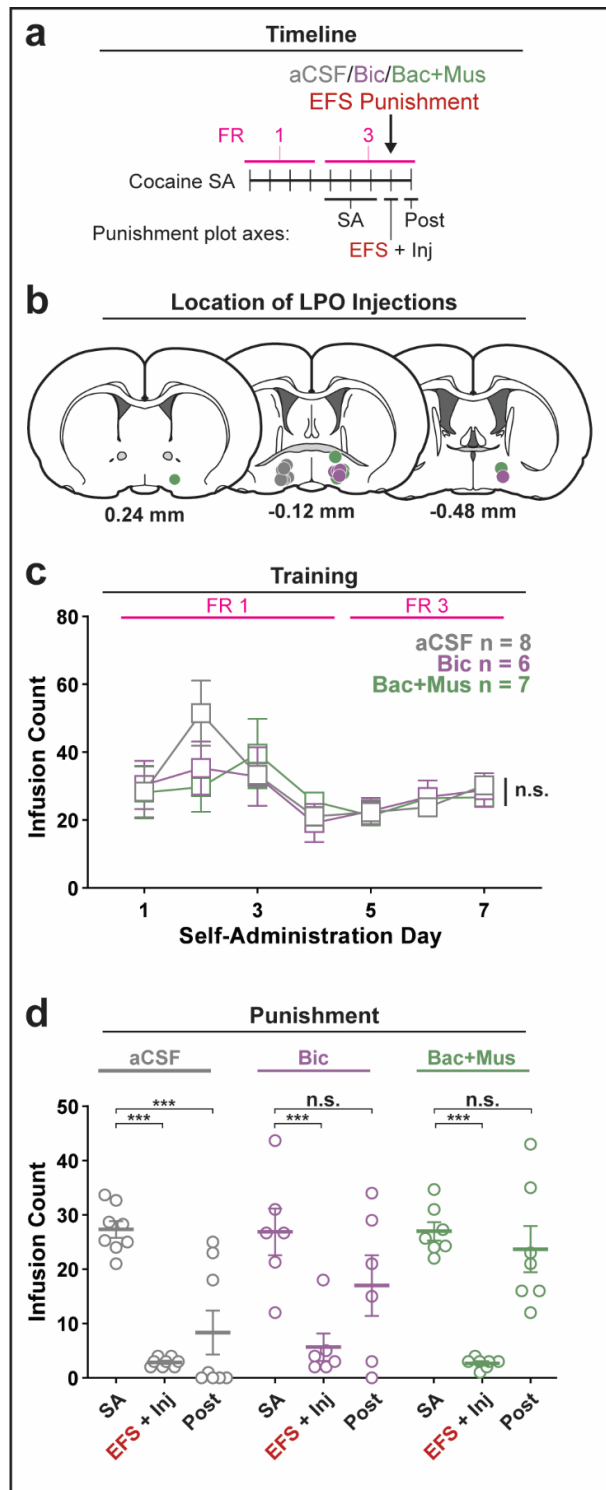 a
Timeline
aCSF/Bic/Bac+Mus
EFS Punishment
FR 1 3
Cocaine SA
SA Post
Punishment plot axes:
EFS + Inj
b
Location of LPO Injections
0.24 mm -0.12 mm -0.48 mm
c
Training
FR 1 FR 3
80
60
40
20
0
Infusion Count
aCSF n = 8
Bic n = 6
Bac+Mus n = 7
n.s.
1 3 5 7
Self-Administration Day
d
Punishment
aCSF Bic Bac+Mus
50
40
30
20
10
0
Infusion Count
*** n.s. n.s.
*** *** ***
SA EFS + Inj Post SA EFS + Inj Post SA EFS + Inj Post